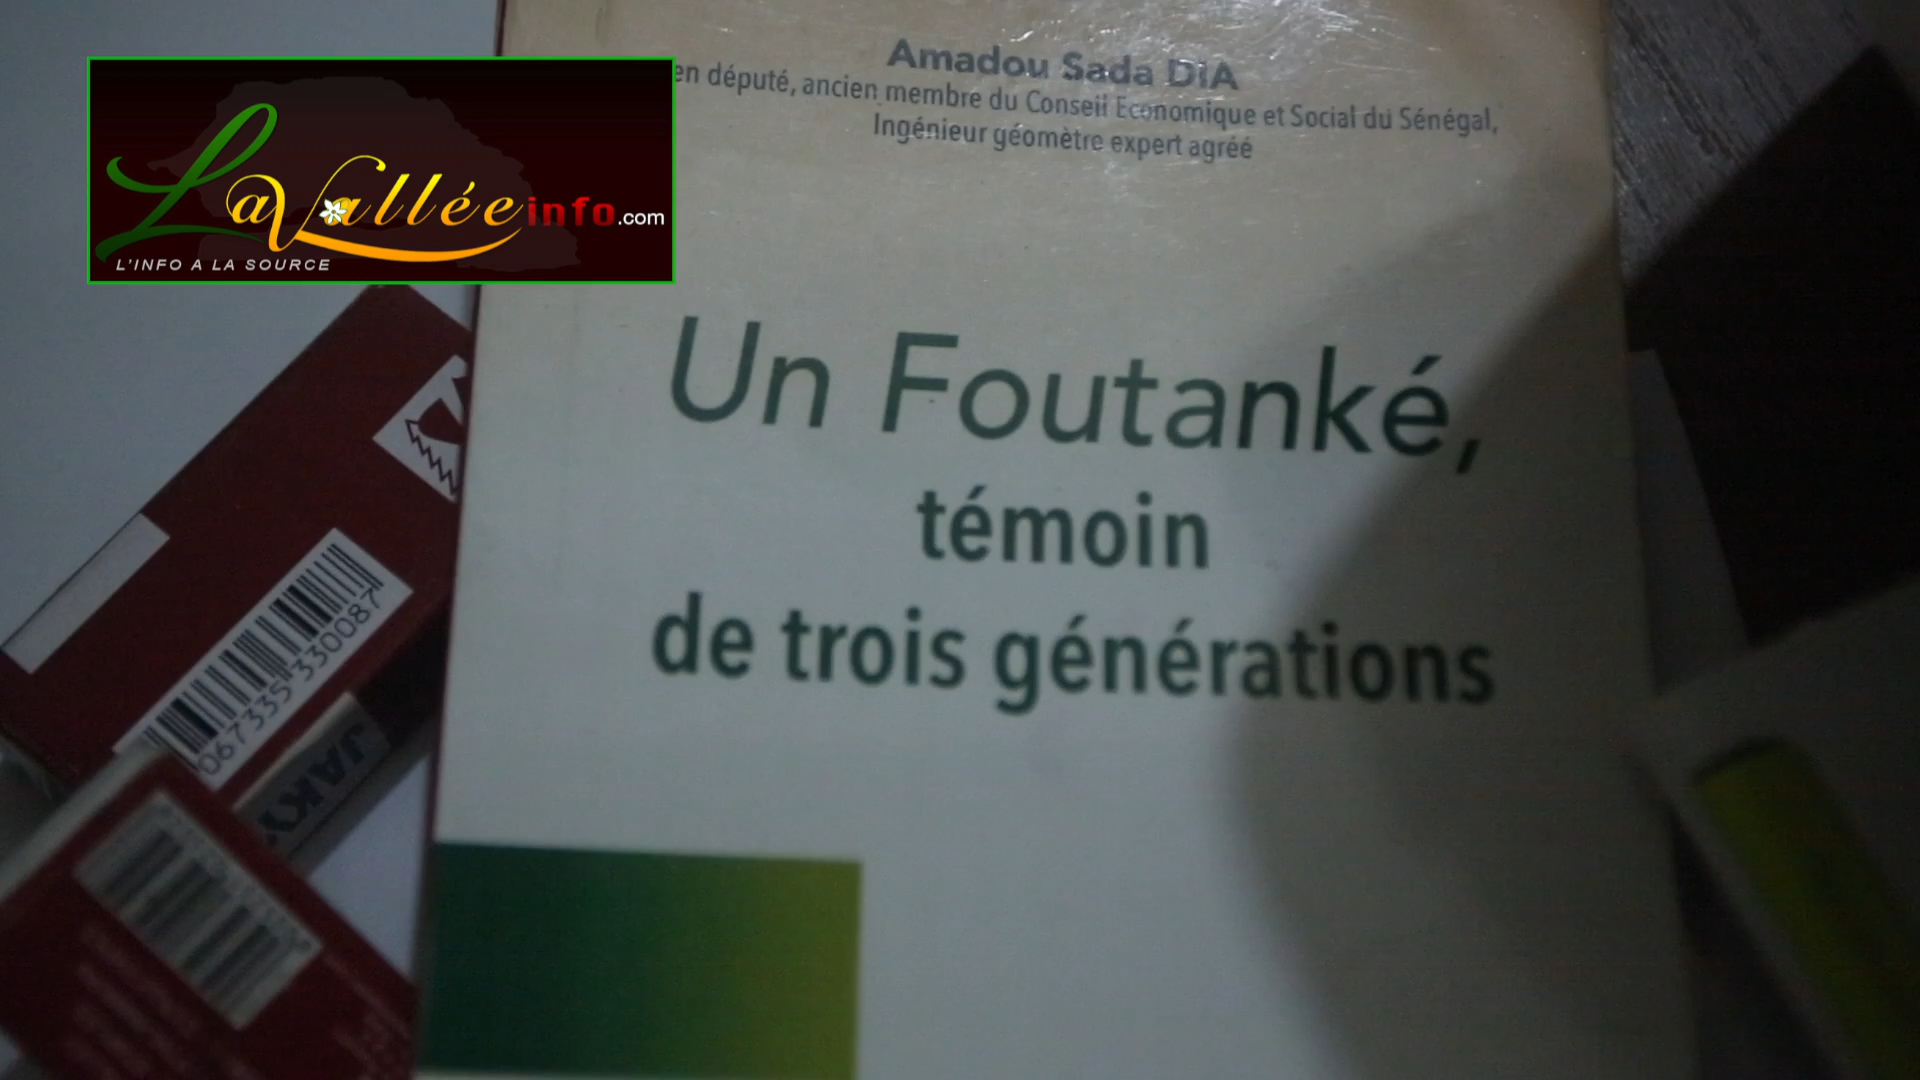 Amadou Sada DIA
député, ancien membre du Conseil Economique et Social du Sénégal,
Ingénieur géomètre expert agréé
LaValléeinfo.com
L'INFO A LA SOURCE
Un Foutanké,
témoin
de trois générations
067335330087
JAKY